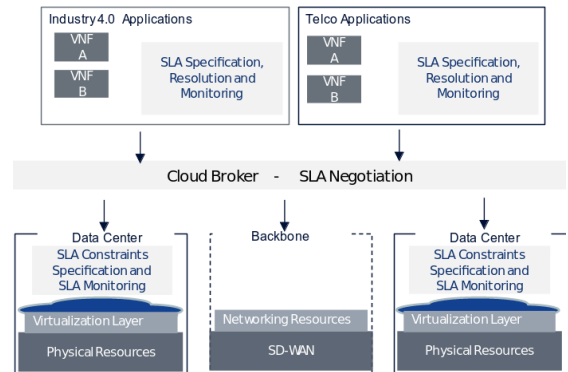 Industry 4.0 Applications
VNF
A
VNF
B
SLA Specification,
Resolution and
Monitoring
Telco Applications
VNF
A
VNF
B
SLA Specification,
Resolution and
Monitoring
Cloud Broker - SLA Negotiation
Data Center
SLA Constraints
Specification and
SLA Monitoring
Virtualization Layer
Physical Resources
Backbone
Networking Resources
SD-WAN
Data Center
SLA Constraints
Specification and
SLA Monitoring
Virtualization Layer
Physical Resources